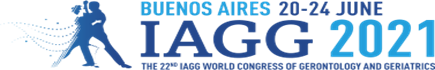 BUENOS AIRES 20-24 JUNE
IAGG 2021
THE 22ND IAGG WORLD CONGRESS OF GERONTOLOGY AND GERIATRICS